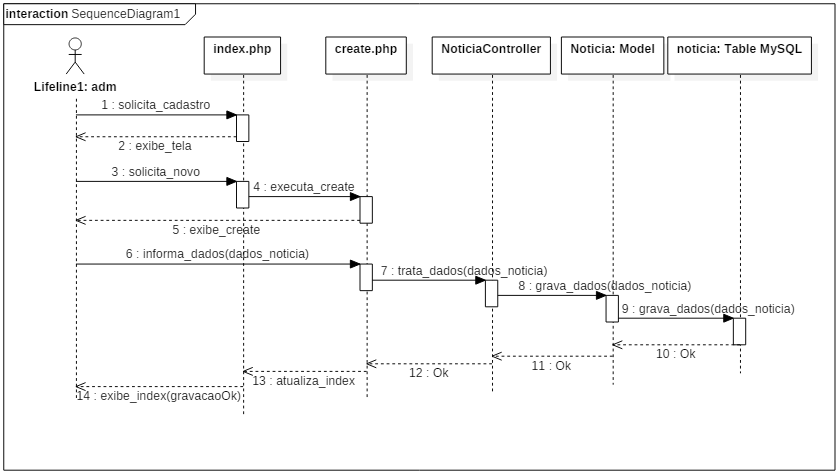 interaction SequenceDiagram1
index.php
create.php
NoticiaController
Noticia: Model
noticia: Table MySQL
Lifeline1: adm
1 : solicita_cadastro
2 : exibe_tela
3 : solicita_novo
4 : executa_create
5 : exibe_create
6 : informa_dados(dados_noticia)
7 : trata_dados(dados_noticia)
8 : grava_dados(dados_noticia)
9 : grava_dados(dados_noticia)
10 : Ok
11 : Ok
12 : Ok
13 : atualiza_index
14 : exibe_index(gravacaoOk)